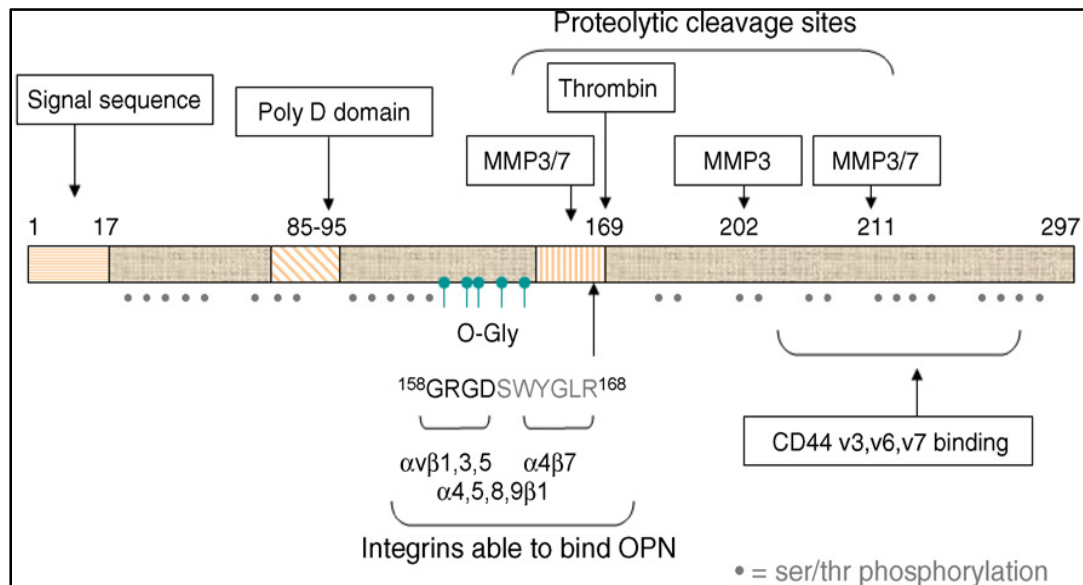 Proteolytic cleavage sites
Signal sequence
Poly D domain
Thrombin
MMP3/7
MMP3
MMP3/7
1 17 85-95 169 202 211 297
O-Gly
¹⁵⁸GRGDSWYGLR¹⁶⁸
αvβ1,3,5 α4β7
α4,5,8,9β1
Integrins able to bind OPN
CD44 v3,v6,v7 binding
• = ser/thr phosphorylation